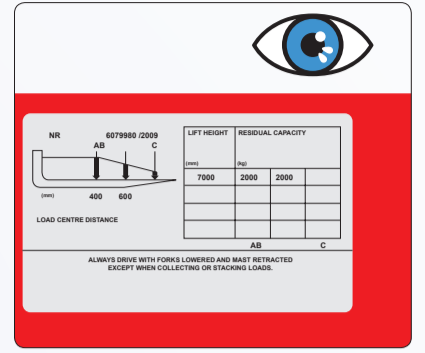 NR 6079980 /2009
AB C
(mm) 400 600
LOAD CENTRE DISTANCE
LIFT HEIGHT RESIDUAL CAPACITY
(mm) (kg)
7000 2000 2000
AB C
ALWAYS DRIVE WITH FORKS LOWERED AND MAST RETRACTED
EXCEPT WHEN COLLECTING OR STACKING LOADS.